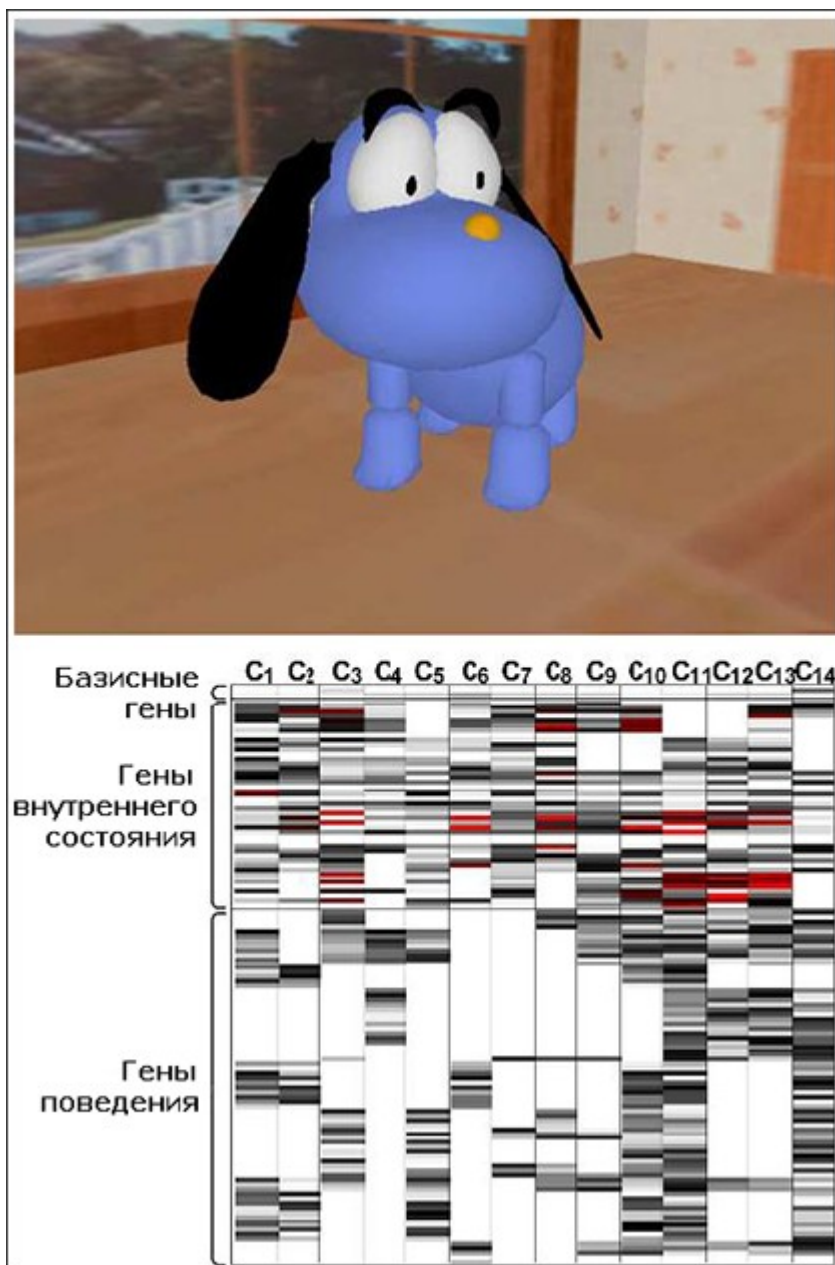 Базисные гены
C1 C2 C3 C4 C5 C6 C7 C8 C9 C10 C11 C12 C13 C14
Гены
внутреннего
состояния
Гены
поведения